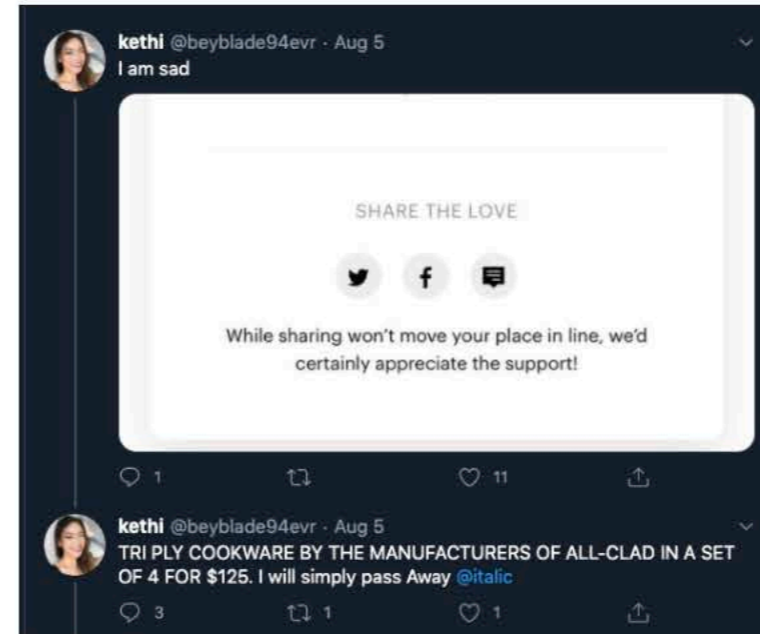 kethi @beyblade94evr · Aug 5
I am sad
SHARE THE LOVE
While sharing won't move your place in line, we'd
certainly appreciate the support!
1
11
kethi @beyblade94evr · Aug 5
TRI PLY COOKWARE BY THE MANUFACTURERS OF ALL-CLAD IN A SET
OF 4 FOR $125. I will simply pass Away @italic
3 1 1